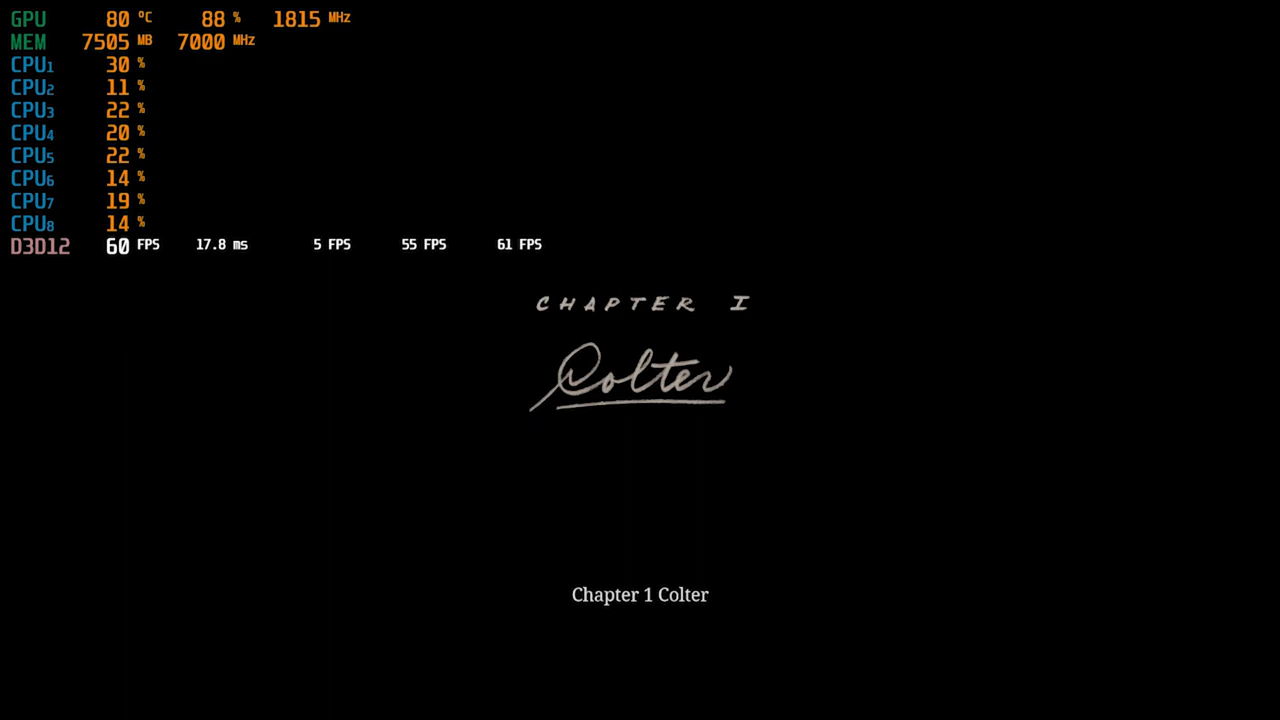 GPU 80 °C 88 % 1815 MHz
MEM 7505 MB 7000 MHz
CPU1 30 %
CPU2 11 %
CPU3 22 %
CPU4 20 %
CPU5 22 %
CPU6 14 %
CPU7 19 %
CPU8 14 %
D3D12 60 FPS 17.8 ms 5 FPS 55 FPS 61 FPS
CHAPTER I
Colter
Chapter 1 Colter